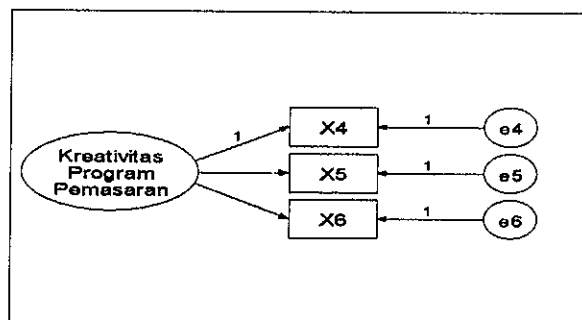 1 X4 1 e4
Kreativitas
Program
Pemasaran
X5 1 e5
X6 1 e6